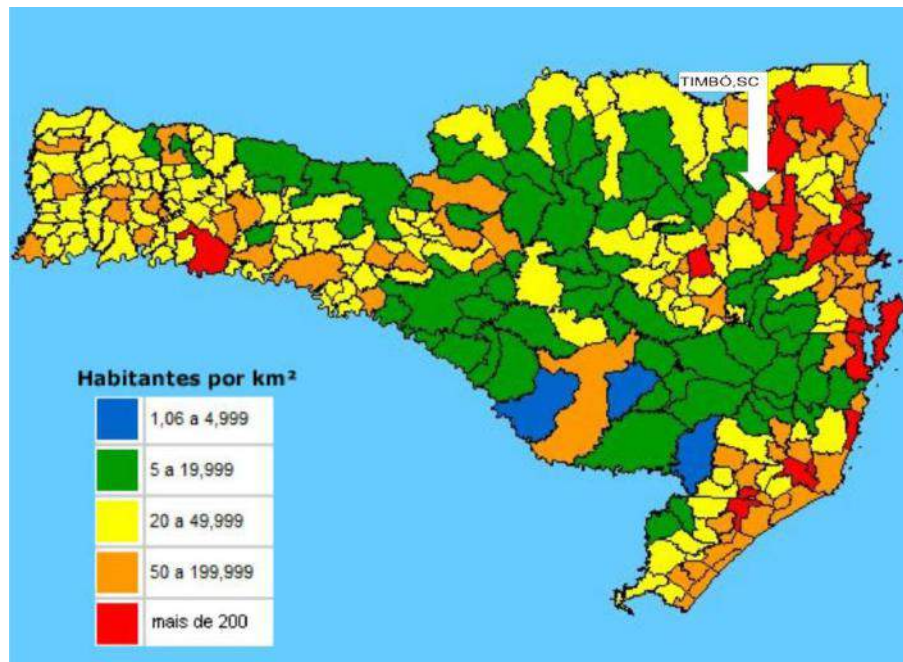 TIMBÓ,SC
Habitantes por km²
1,06 a 4,999
5 a 19,999
20 a 49,999
50 a 199,999
mais de 200